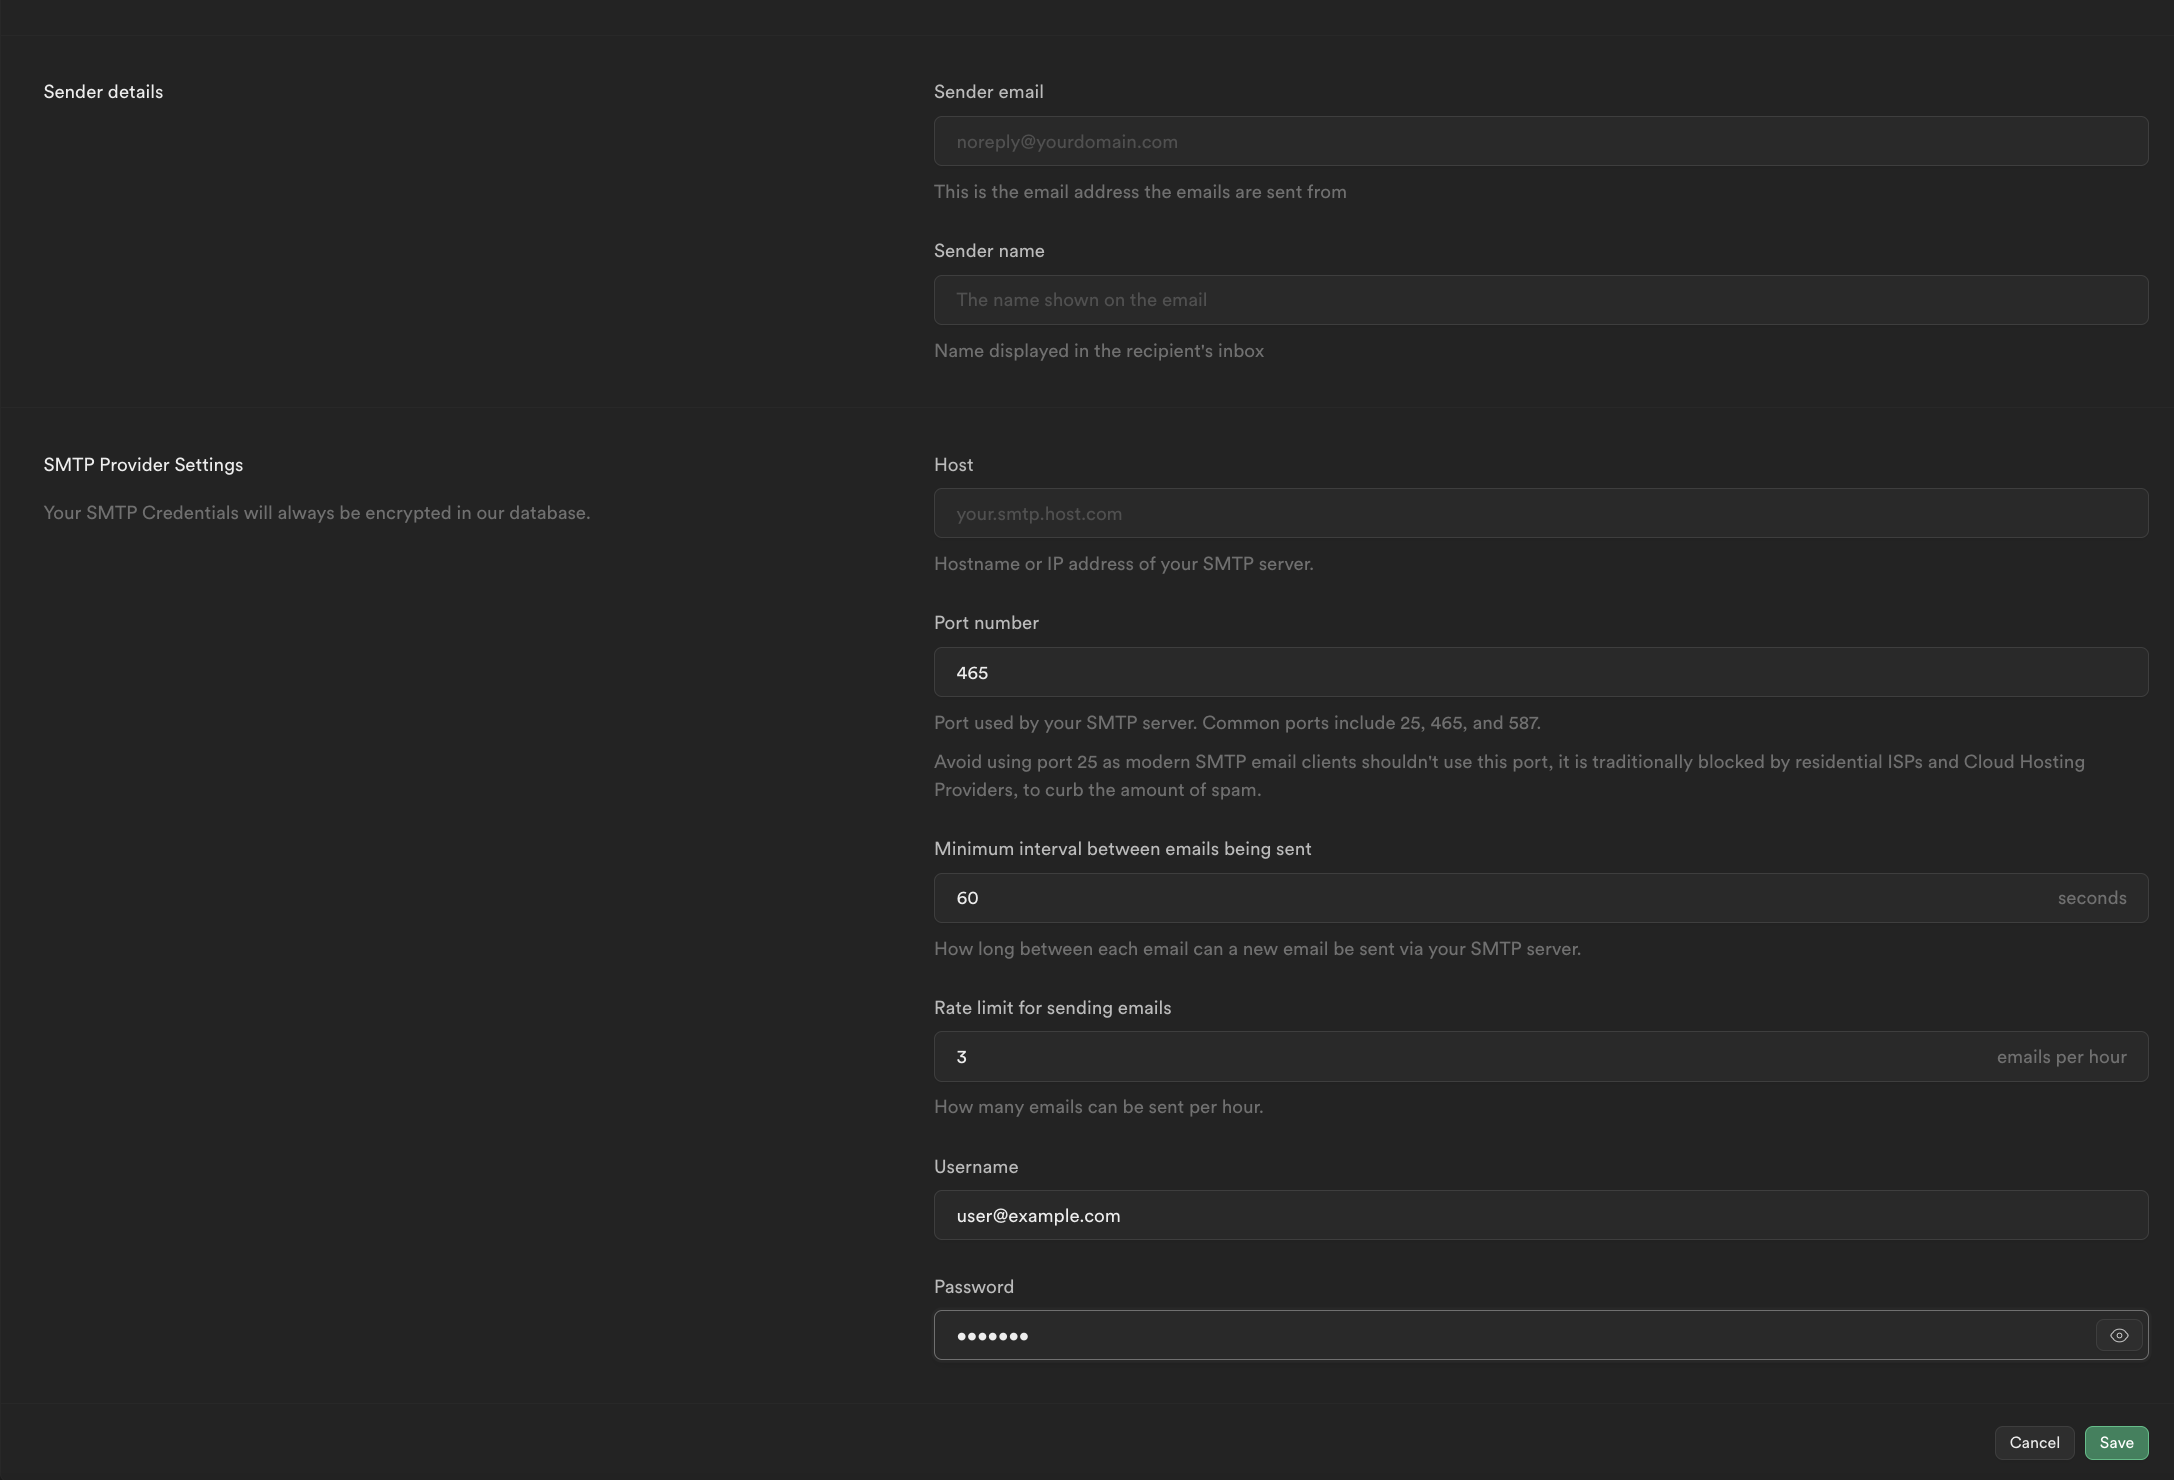 Sender details
Sender email
noreply@yourdomain.com
This is the email address the emails are sent from
Sender name
The name shown on the email
Name displayed in the recipient's inbox
SMTP Provider Settings
Your SMTP Credentials will always be encrypted in our database.
Host
your.smtp.host.com
Hostname or IP address of your SMTP server.
Port number
465
Port used by your SMTP server. Common ports include 25, 465, and 587.
Avoid using port 25 as modern SMTP email clients shouldn't use this port, it is traditionally blocked by residential ISPs and Cloud Hosting
Providers, to curb the amount of spam.
Minimum interval between emails being sent
60 seconds
How long between each email can a new email be sent via your SMTP server.
Rate limit for sending emails
3 emails per hour
How many emails can be sent per hour.
Username
user@example.com
Password
•••••••
Cancel Save